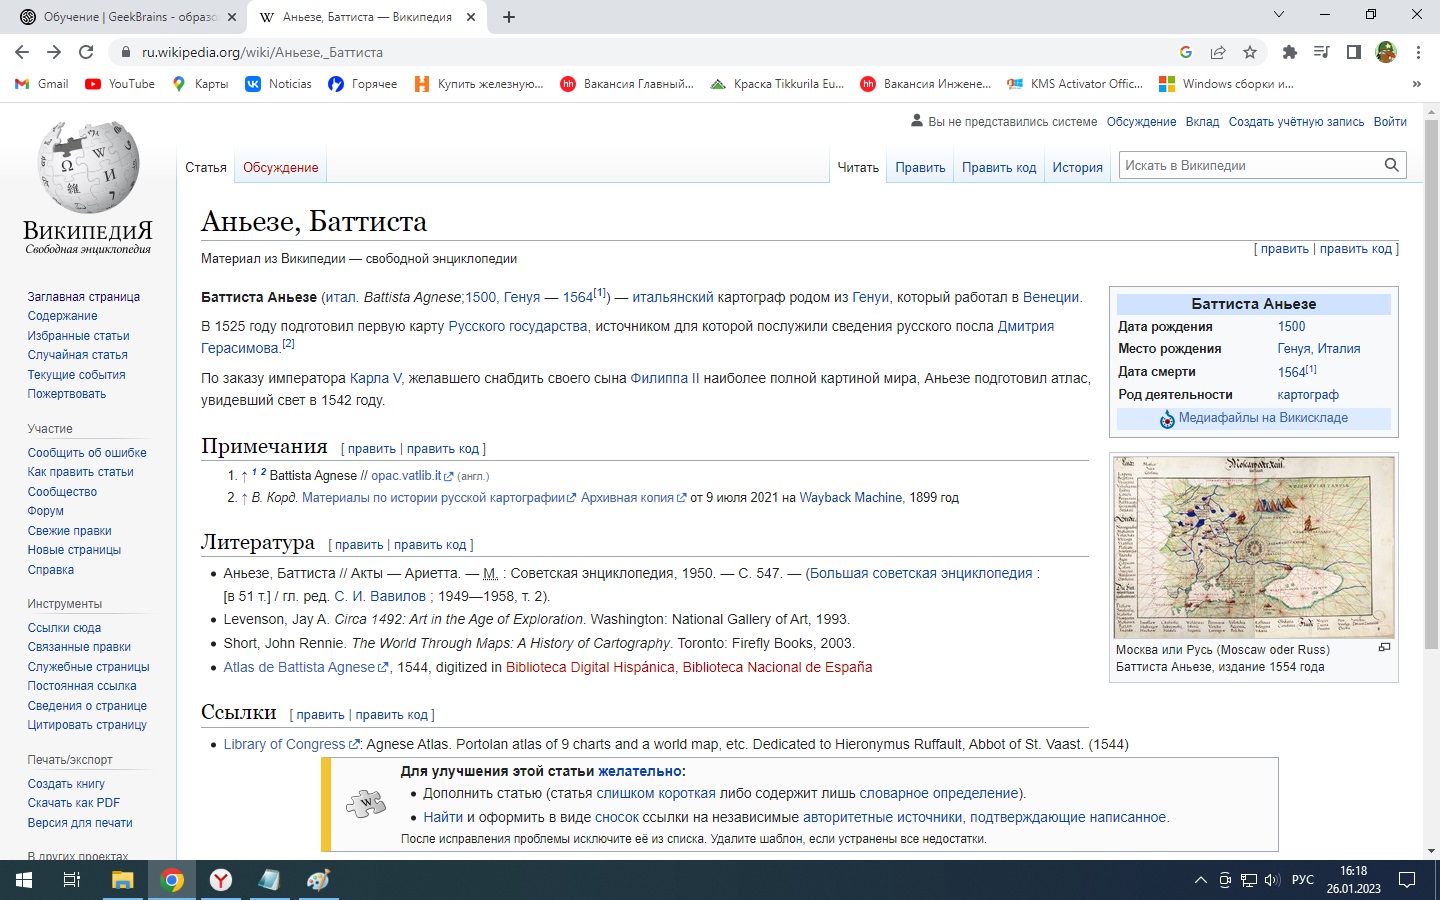 Обучение | GeekBrains - образо
Аньезе, Баттиста — Википедия
ru.wikipedia.org/wiki/Аньезе,_Баттиста
Gmail
YouTube
Карты
Noticias
Горячее
Купить железную...
Вакансия Главный...
Краска Tikkurila Eu...
Вакансия Инжене...
KMS Activator Offic...
Windows сборки и...
»
Вы не представились системе Обсуждение Вклад Создать учётную запись Войти
Статья Обсуждение
Читать Править Править код История
Искать в Википедии
ВикипедиЯ
Свободная энциклопедия
Заглавная страница
Содержание
Избранные статьи
Случайная статья
Текущие события
Пожертвовать
Участие
Сообщить об ошибке
Как править статьи
Сообщество
Форум
Свежие правки
Новые страницы
Справка
Инструменты
Ссылки сюда
Связанные правки
Служебные страницы
Постоянная ссылка
Сведения о странице
Цитировать страницу
Печать/экспорт
Создать книгу
Скачать как PDF
Версия для печати
В других проектах
Аньезе, Баттиста
[ править | править код ]
Материал из Википедии — свободной энциклопедии
Баттиста Аньезе (итал. Battista Agnese;1500, Генуя — 1564[1]) — итальянский картограф родом из Генуи, который работал в Венеции.
В 1525 году подготовил первую карту Русского государства, источником для которой послужили сведения русского посла Дмитрия
Герасимова.[2]
По заказу императора Карла V, желавшего снабдить своего сына Филиппа II наиболее полной картиной мира, Аньезе подготовил атлас,
увидевший свет в 1542 году.
Примечания [ править | править код ]
1. ↑ 1 2 Battista Agnese // opac.vatlib.it (англ.)
2. ↑ В. Корд. Материалы по истории русской картографии Архивная копия от 9 июля 2021 на Wayback Machine, 1899 год
Литература [ править | править код ]
Аньезе, Баттиста // Акты — Ариетта. — М. : Советская энциклопедия, 1950. — С. 547. — (Большая советская энциклопедия :
[в 51 т.] / гл. ред. С. И. Вавилов ; 1949—1958, т. 2).
Levenson, Jay A. Circa 1492: Art in the Age of Exploration. Washington: National Gallery of Art, 1993.
Short, John Rennie. The World Through Maps: A History of Cartography. Toronto: Firefly Books, 2003.
Atlas de Battista Agnese, 1544, digitized in Biblioteca Digital Hispánica, Biblioteca Nacional de España
Ссылки [ править | править код ]
Library of Congress: Agnese Atlas. Portolan atlas of 9 charts and a world map, etc. Dedicated to Hieronymus Ruffault, Abbot of St. Vaast. (1544)
Для улучшения этой статьи желательно:
Дополнить статью (статья слишком короткая либо содержит лишь словарное определение).
Найти и оформить в виде сносок ссылки на независимые авторитетные источники, подтверждающие написанное.
После исправления проблемы исключите её из списка. Удалите шаблон, если устранены все недостатки.
Баттиста Аньезе
Дата рождения 1500
Место рождения Генуя, Италия
Дата смерти 1564[1]
Род деятельности картограф
Медиафайлы на Викискладе
Москва или Русь (Moscaw oder Russ)
Баттиста Аньезе, издание 1554 года
РУС
16:18
26.01.2023